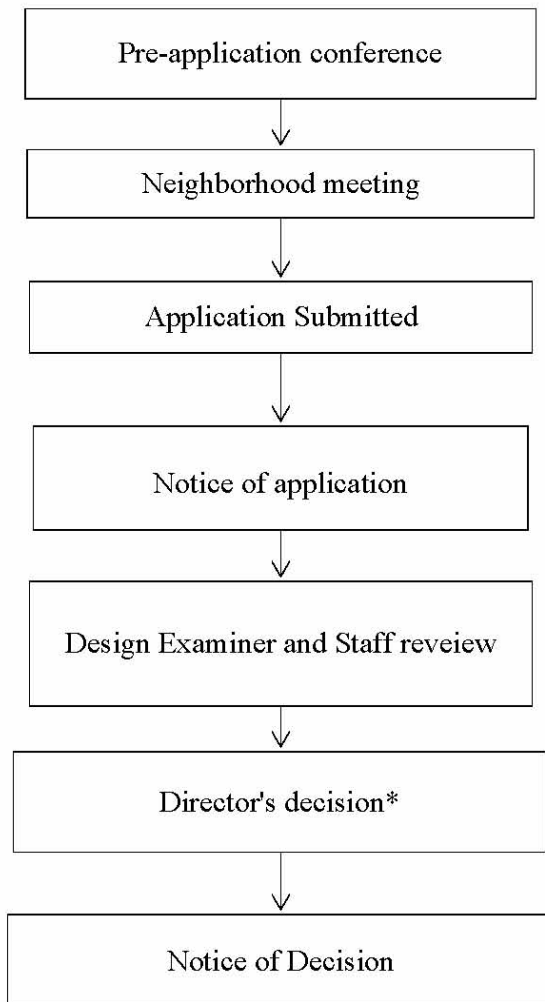 Pre-application conference
Neighborhood meeting
Application Submitted
Notice of application
Design Examiner and Staff reveiew
Director's decision*
Notice of Decision